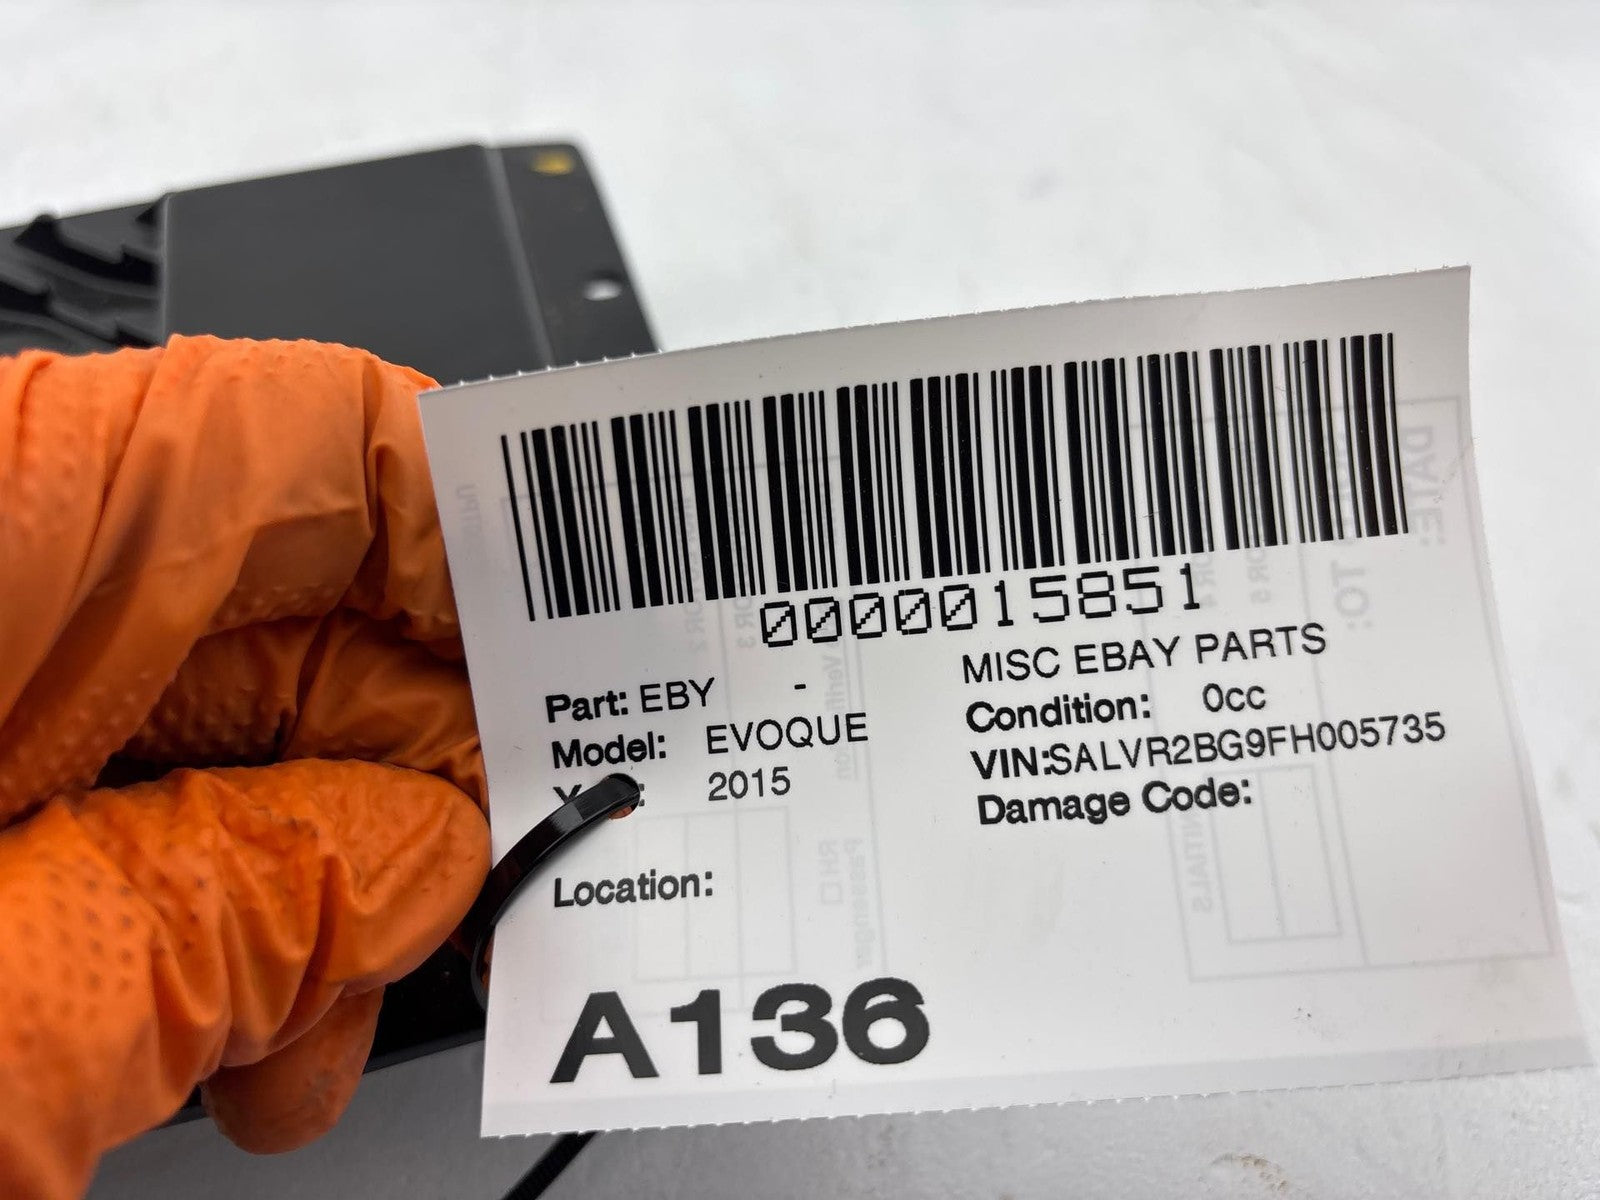 0000015851
Part: EBY - MISC EBAY PARTS
Model: EVOQUE Condition: 0cc
2015 VIN:SALVR2BG9FH005735
Damage Code:
Location:
A136